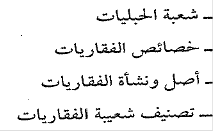 ـ شعبة الحبليات
ـ خصائص الفقاريات
ـ أصل ونشأة الفقاريات
ـ تصنيف شعيبة الفقاريات